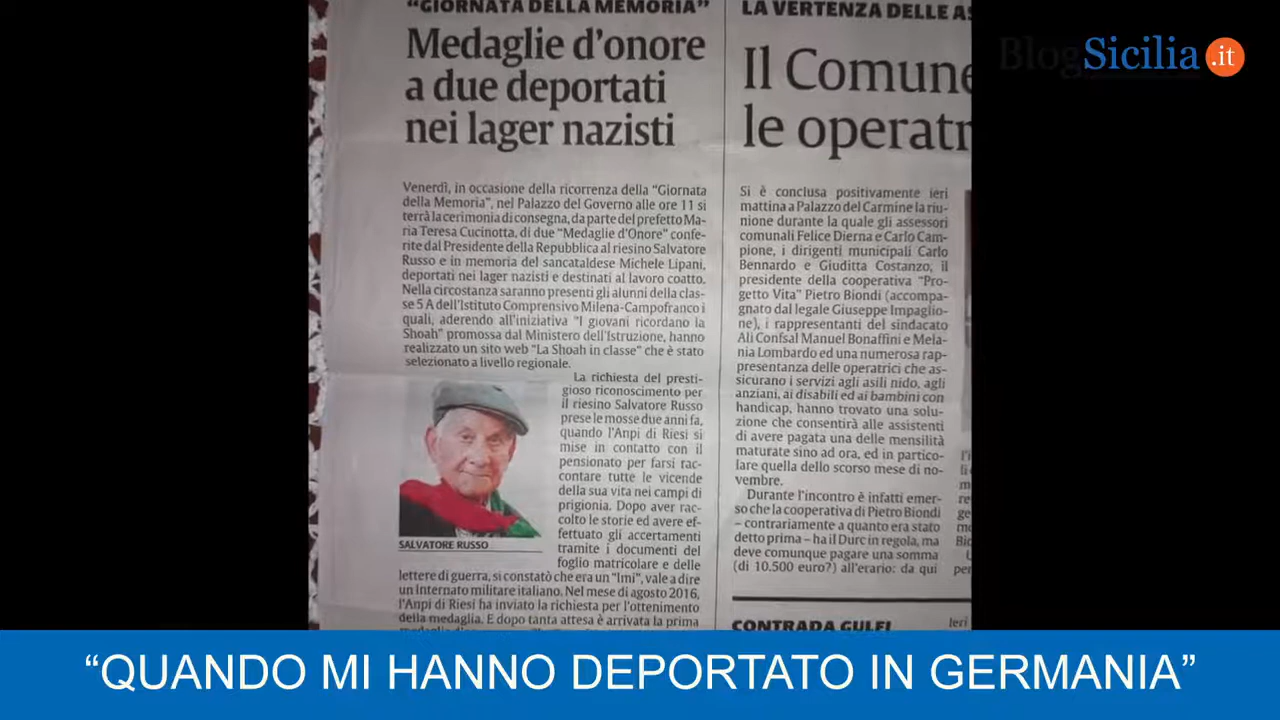 “GIORNATA DELLA MEMORIA”
Medaglie d’onore
a due deportati
nei lager nazisti
Venerdì, in occasione della ricorrenza della “Giornata
della Memoria”, nel Palazzo del Governo alle ore 11 si
terrà la cerimonia di consegna, da parte del prefetto Ma-
ria Teresa Cucinotta, di due “Medaglie d’Onore” confe-
rite dal Presidente della Repubblica al riesino Salvatore
Russo e in memoria del sancataldese Michele Lipani,
deportati nei lager nazisti e destinati al lavoro coatto.
Nella circostanza saranno presenti gli alunni della clas-
se 5 A dell’Istituto Comprensivo Milena-Campofranco i
quali, aderendo all’iniziativa “I giovani ricordano la
Shoah” promossa dal Ministero dell’Istruzione, hanno
realizzato un sito web “La Shoah in classe” che è stato
selezionato a livello regionale.
La richiesta del presti-
gioso riconoscimento per
il riesino Salvatore Russo
prese le mosse due anni fa,
quando l’Anpi di Riesi si
mise in contatto con il
pensionato per farsi rac-
contare tutte le vicende
della sua vita nei campi di
prigionia. Dopo aver rac-
colto le storie ed avere ef-
fettuato gli accertamenti
tramite i documenti del
foglio matricolare e delle
SALVATORE RUSSO
lettere di guerra, si constatò che era un “Imi”, vale a dire
un Internato militare italiano. Nel mese di agosto 2016,
l’Anpi di Riesi ha inviato la richiesta per l’ottenimento
della medaglia. E dopo tanta attesa è arrivata la prima
LA VERTENZA DELLE AS
Il Comune
le operatr
Si è conclusa positivamente ieri
mattina a Palazzo del Carmine la riu-
nione durante la quale gli assessori
comunali Felice Dierna e Carlo Cam-
pione, i dirigenti municipali Carlo
Bennardo e Giuditta Costanzo, il
presidente della cooperativa “Pro-
getto Vita” Pietro Biondi (accompa-
gnato dal legale Giuseppe Impaglio-
ne), i rappresentanti del sindacato
Ali Confsal Manuel Bonaffini e Mela-
nia Lombardo ed una numerosa rap-
presentanza delle operatrici che as-
sicurano i servizi agli asili nido, agli
anziani, ai disabili ed ai bambini con
handicap, hanno trovato una solu-
zione che consentirà alle assistenti
di avere pagata una delle mensilità
maturate sino ad ora, ed in partico-
lare quella dello scorso mese di no-
vembre.
Durante l’incontro è infatti emer-
so che la cooperativa di Pietro Biondi
– contrariamente a quanto era stato
detto prima – ha il Durc in regola, ma
deve comunque pagare una somma
(di 10.500 euro?) all’erario: da qui
CONTRADA GULFI
Ieri
BlogSicilia.it
“QUANDO MI HANNO DEPORTATO IN GERMANIA”